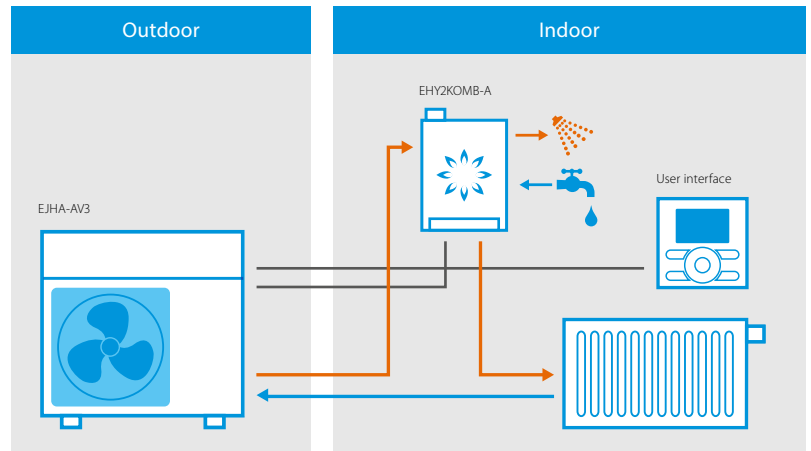 Outdoor
Indoor
EHY2KOMB-A
User interface
EJHA-AV3